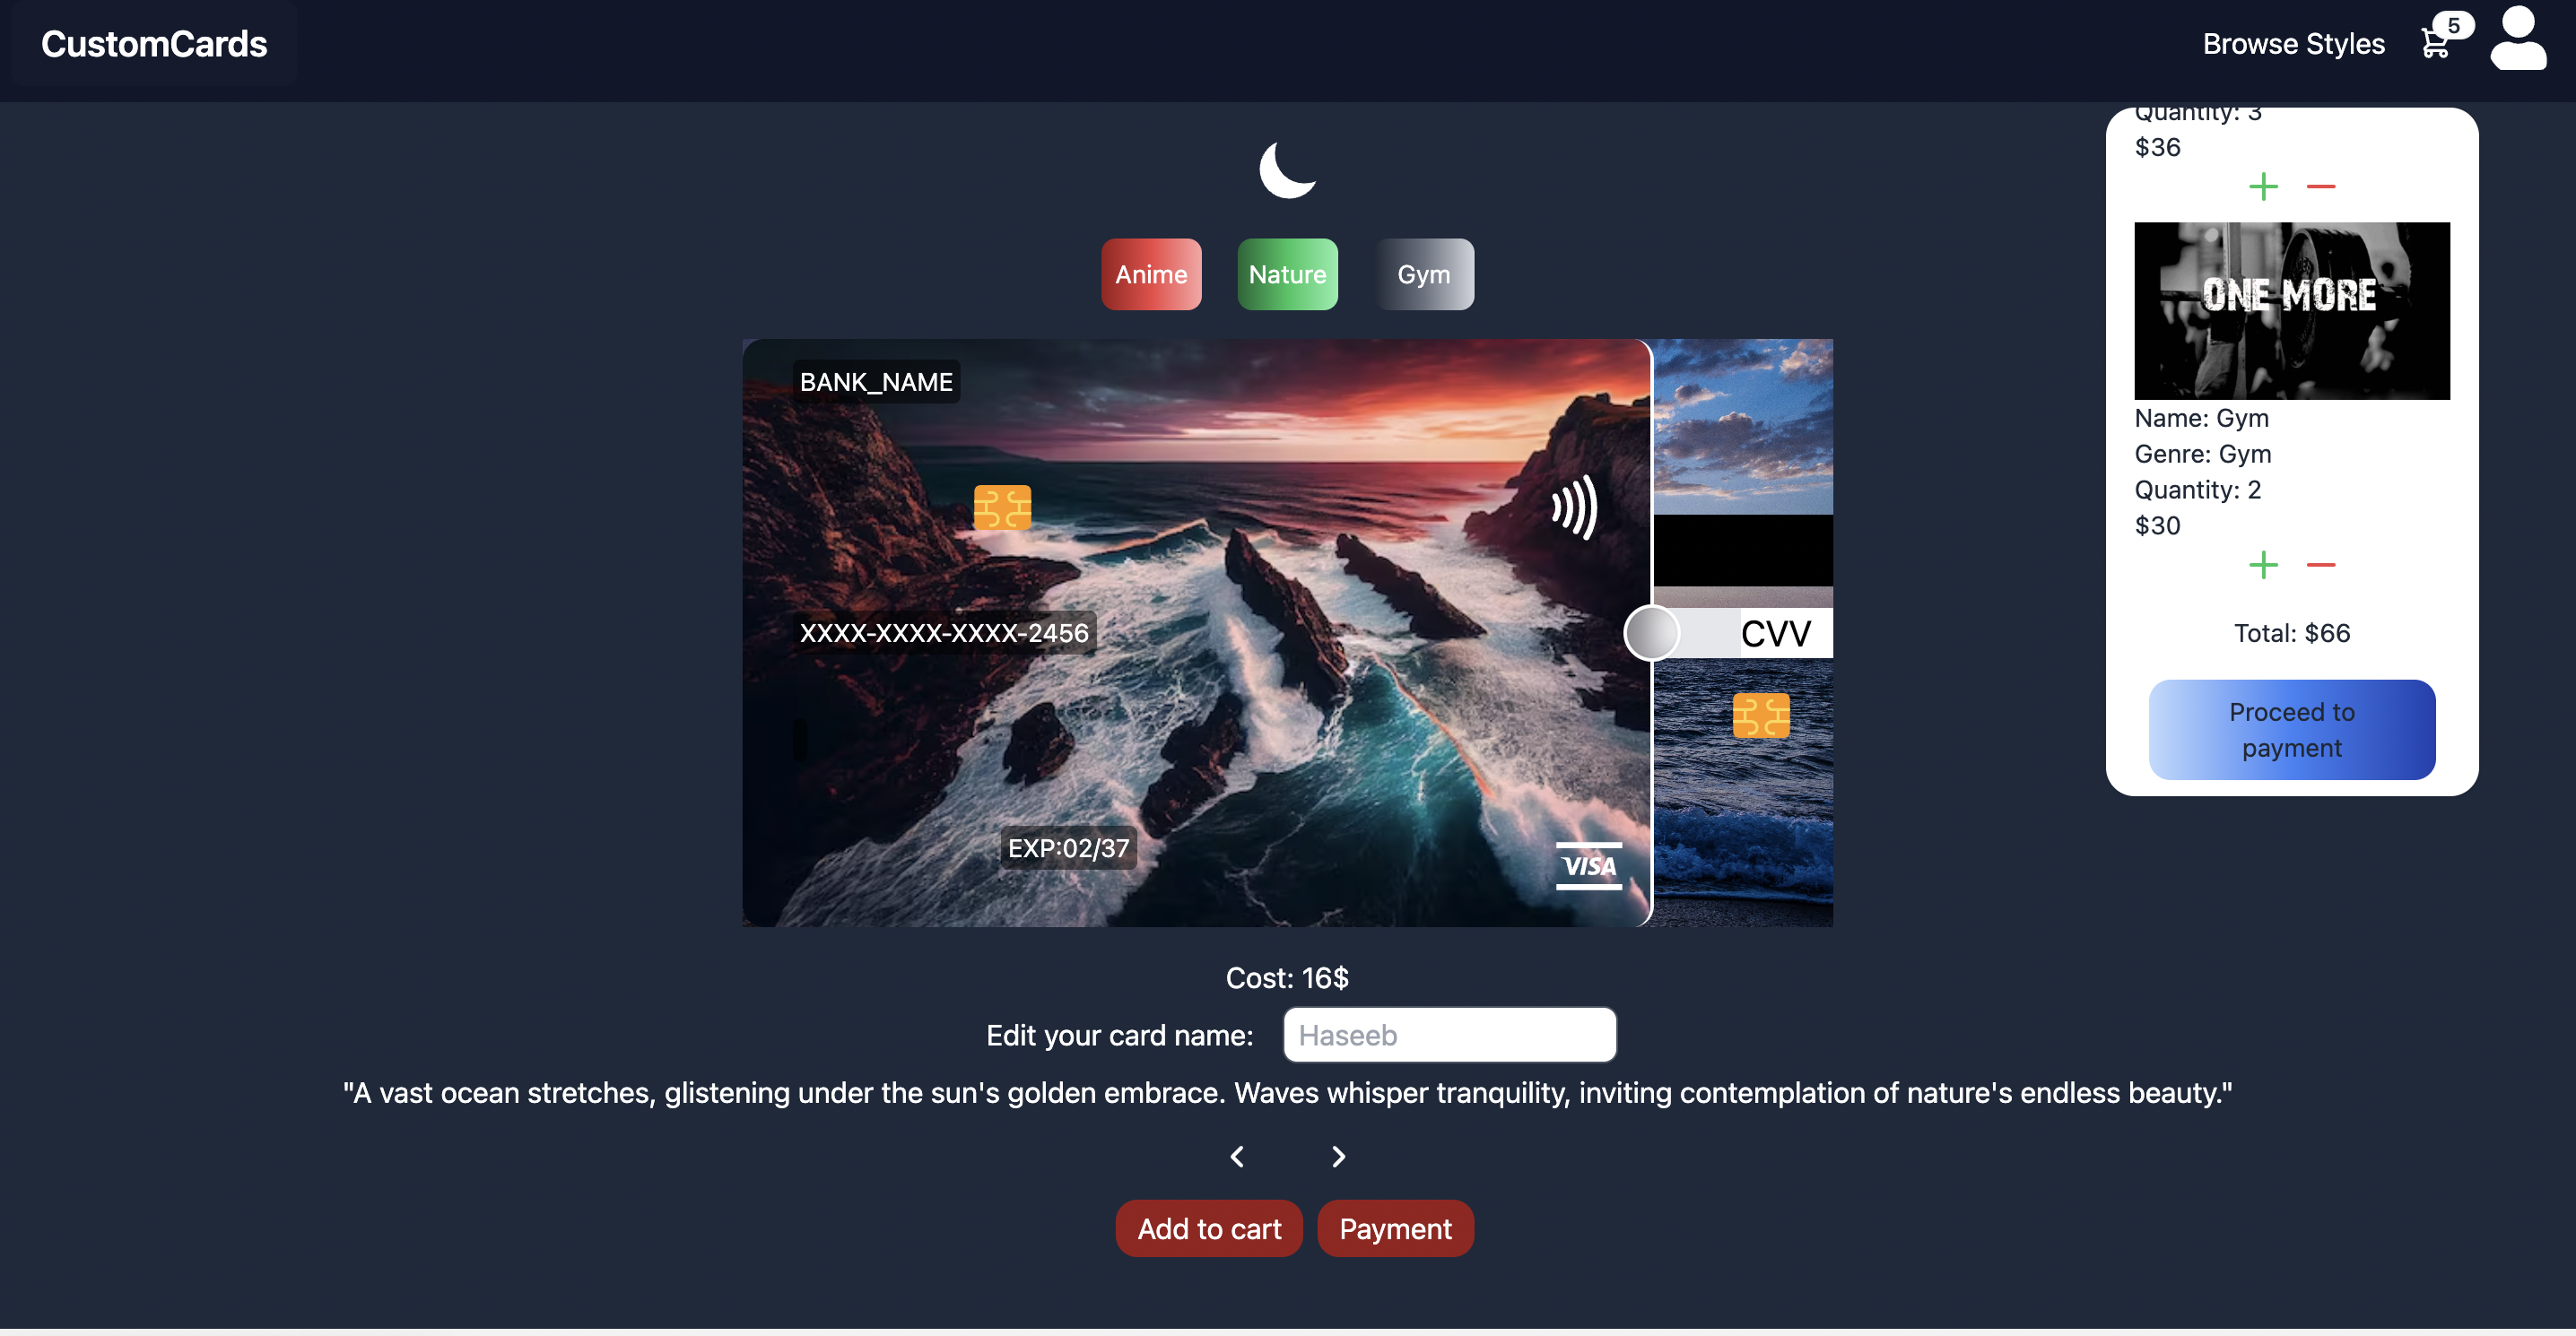 CustomCards
Browse Styles
5
Quantity: 3
$36
Anime
Nature
Gym
ONE MORE
BANK_NAME
Name: Gym
Genre: Gym
Quantity: 2
$30
XXXX-XXXX-XXXX-2456
CVV
Total: $66
Proceed to
payment
EXP:02/37
VISA
Cost: 16$
Edit your card name:
Haseeb
"A vast ocean stretches, glistening under the sun's golden embrace. Waves whisper tranquility, inviting contemplation of nature's endless beauty."
Add to cart
Payment